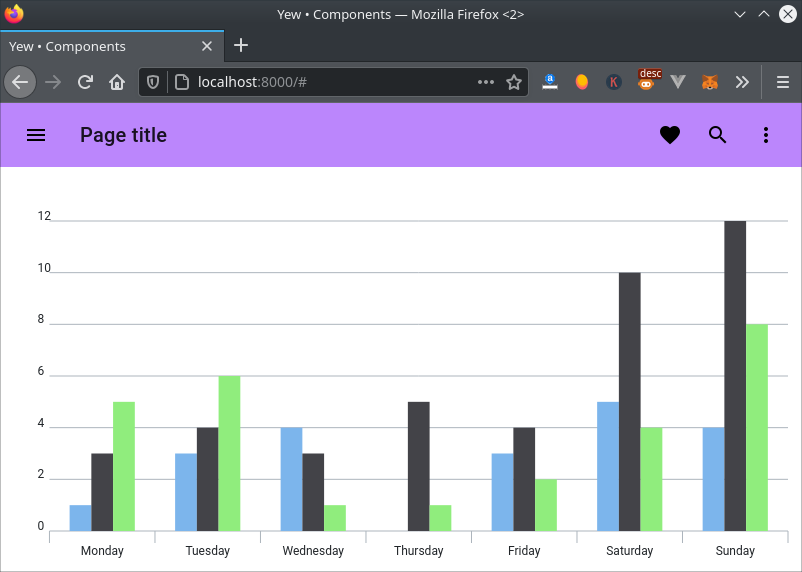 Yew • Components — Mozilla Firefox <2>
Yew • Components
localhost:8000/#
a
K
desc
Page title
12
10
8
6
4
2
0
Monday Tuesday Wednesday Thursday Friday Saturday Sunday